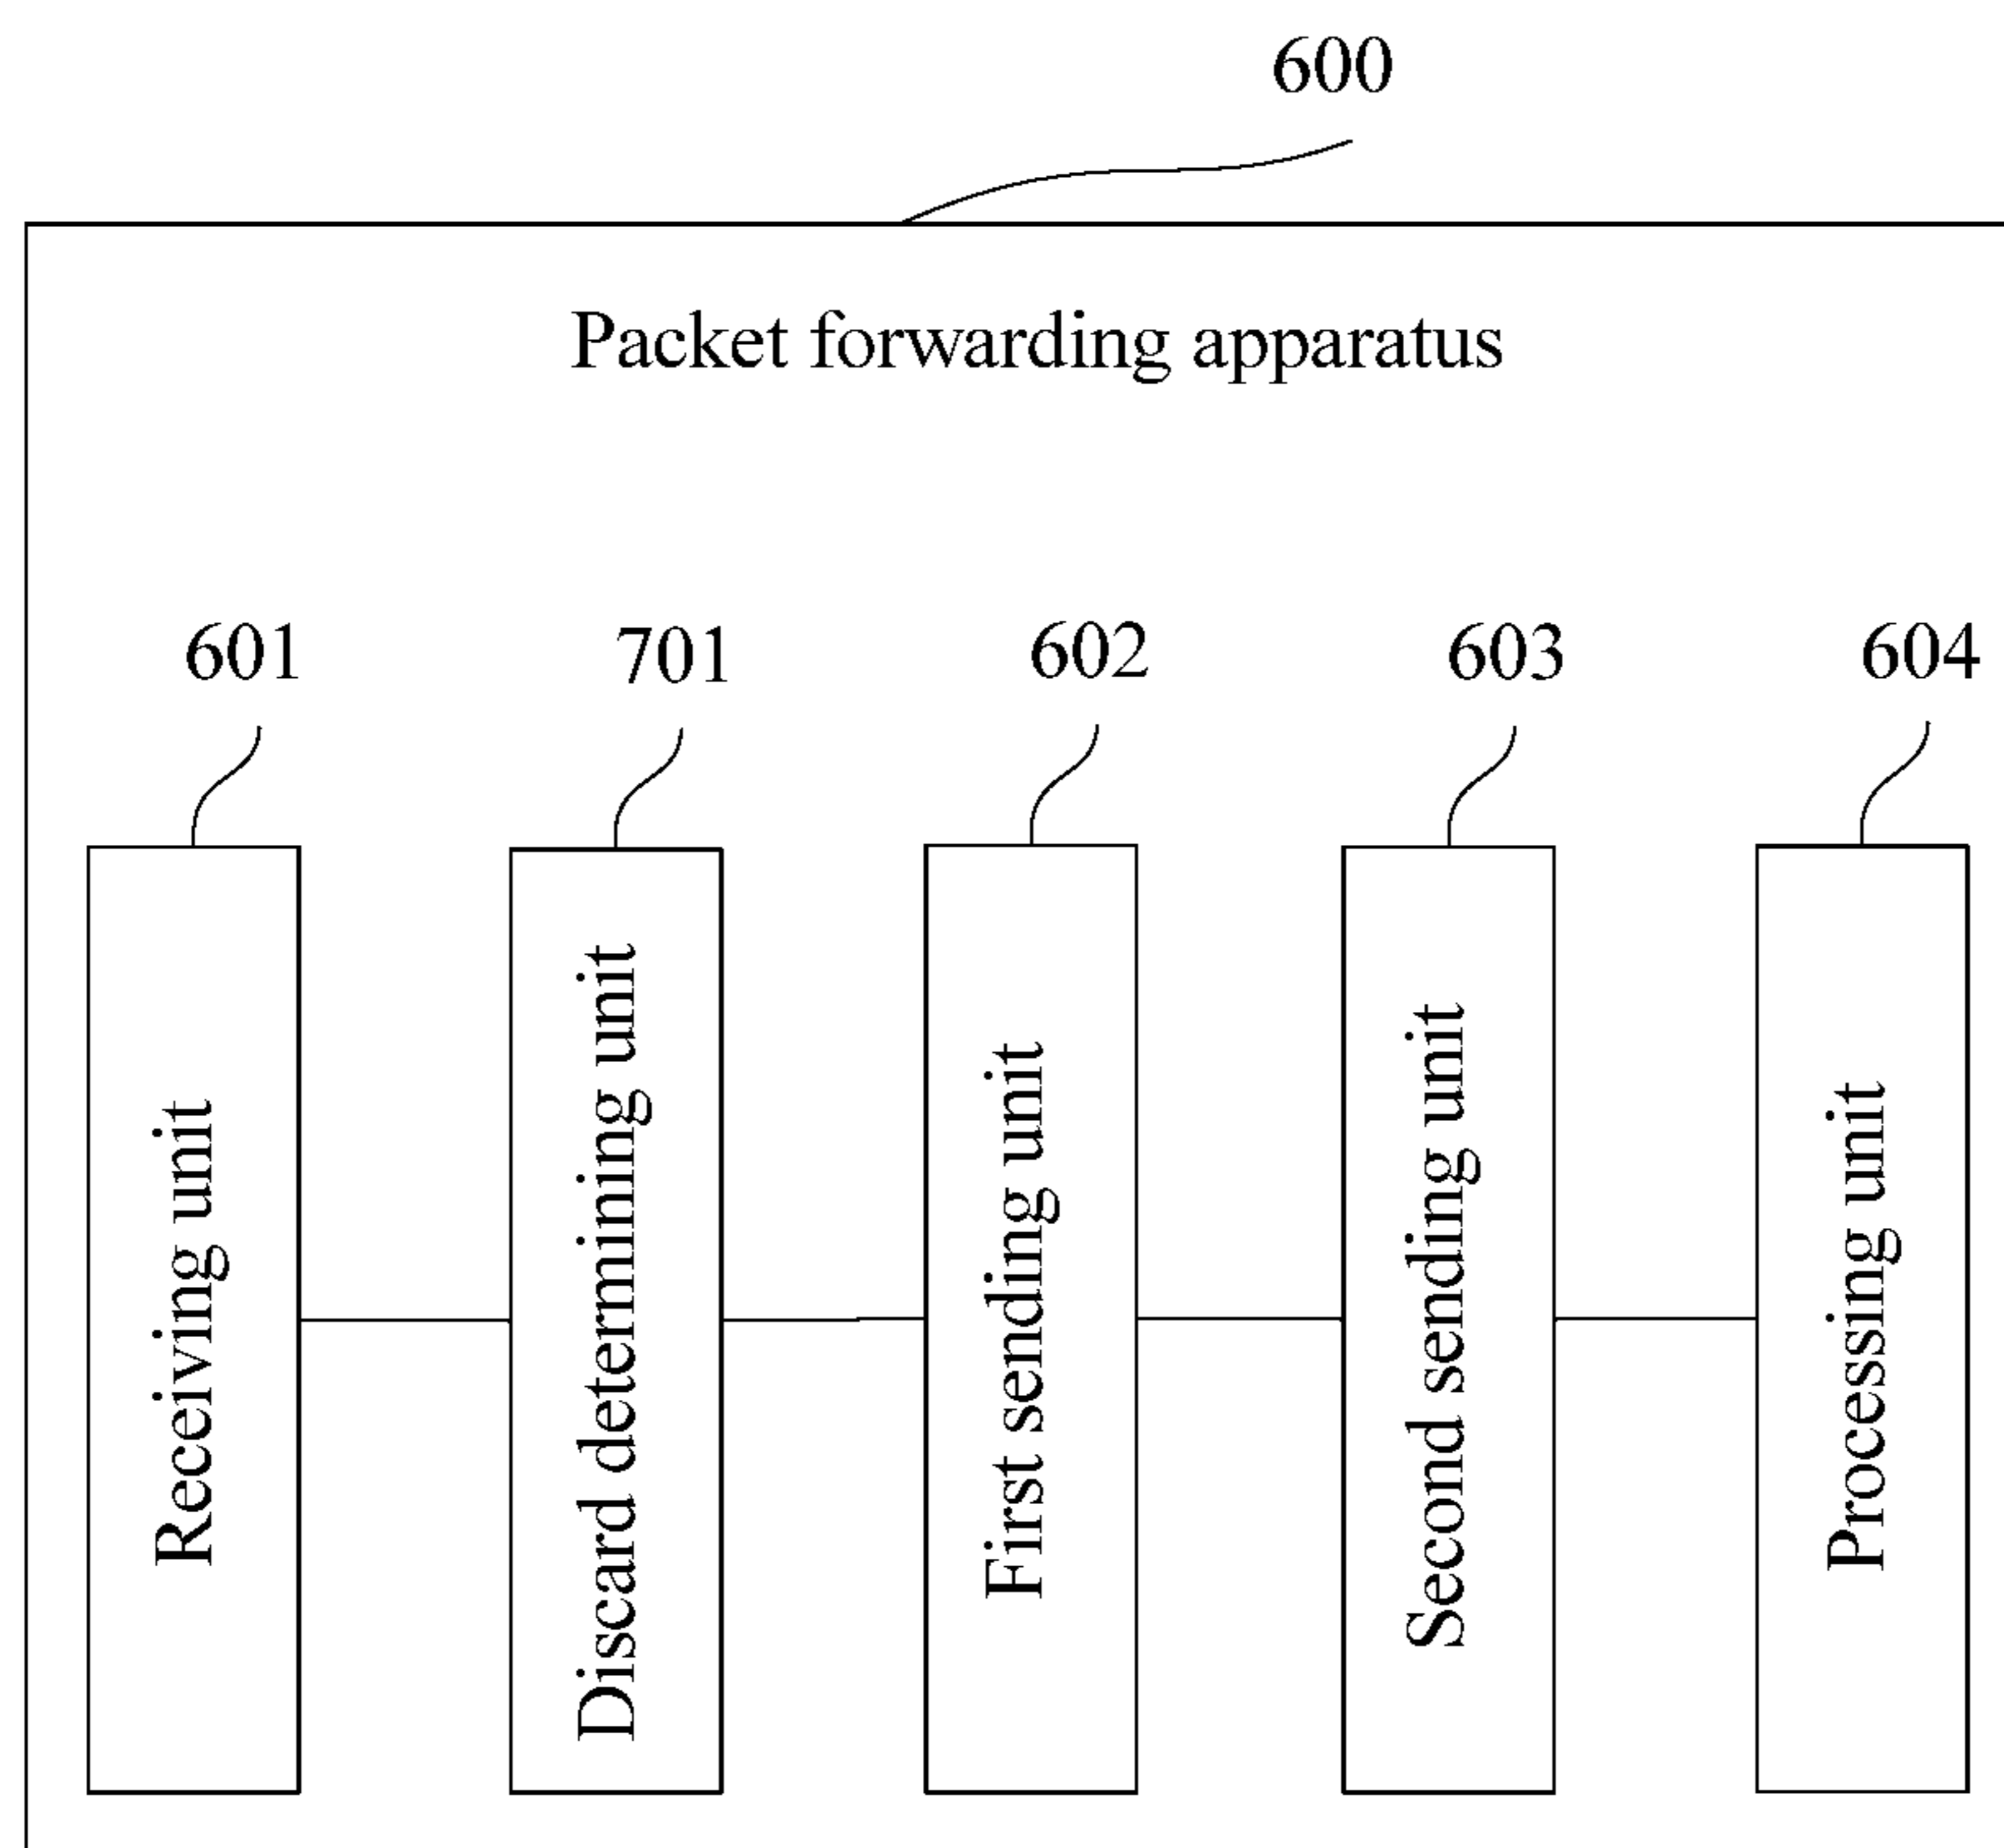 600
Packet forwarding apparatus
601
701
602
603
604
Receiving unit
Discard determining unit
First sending unit
Second sending unit
Processing unit